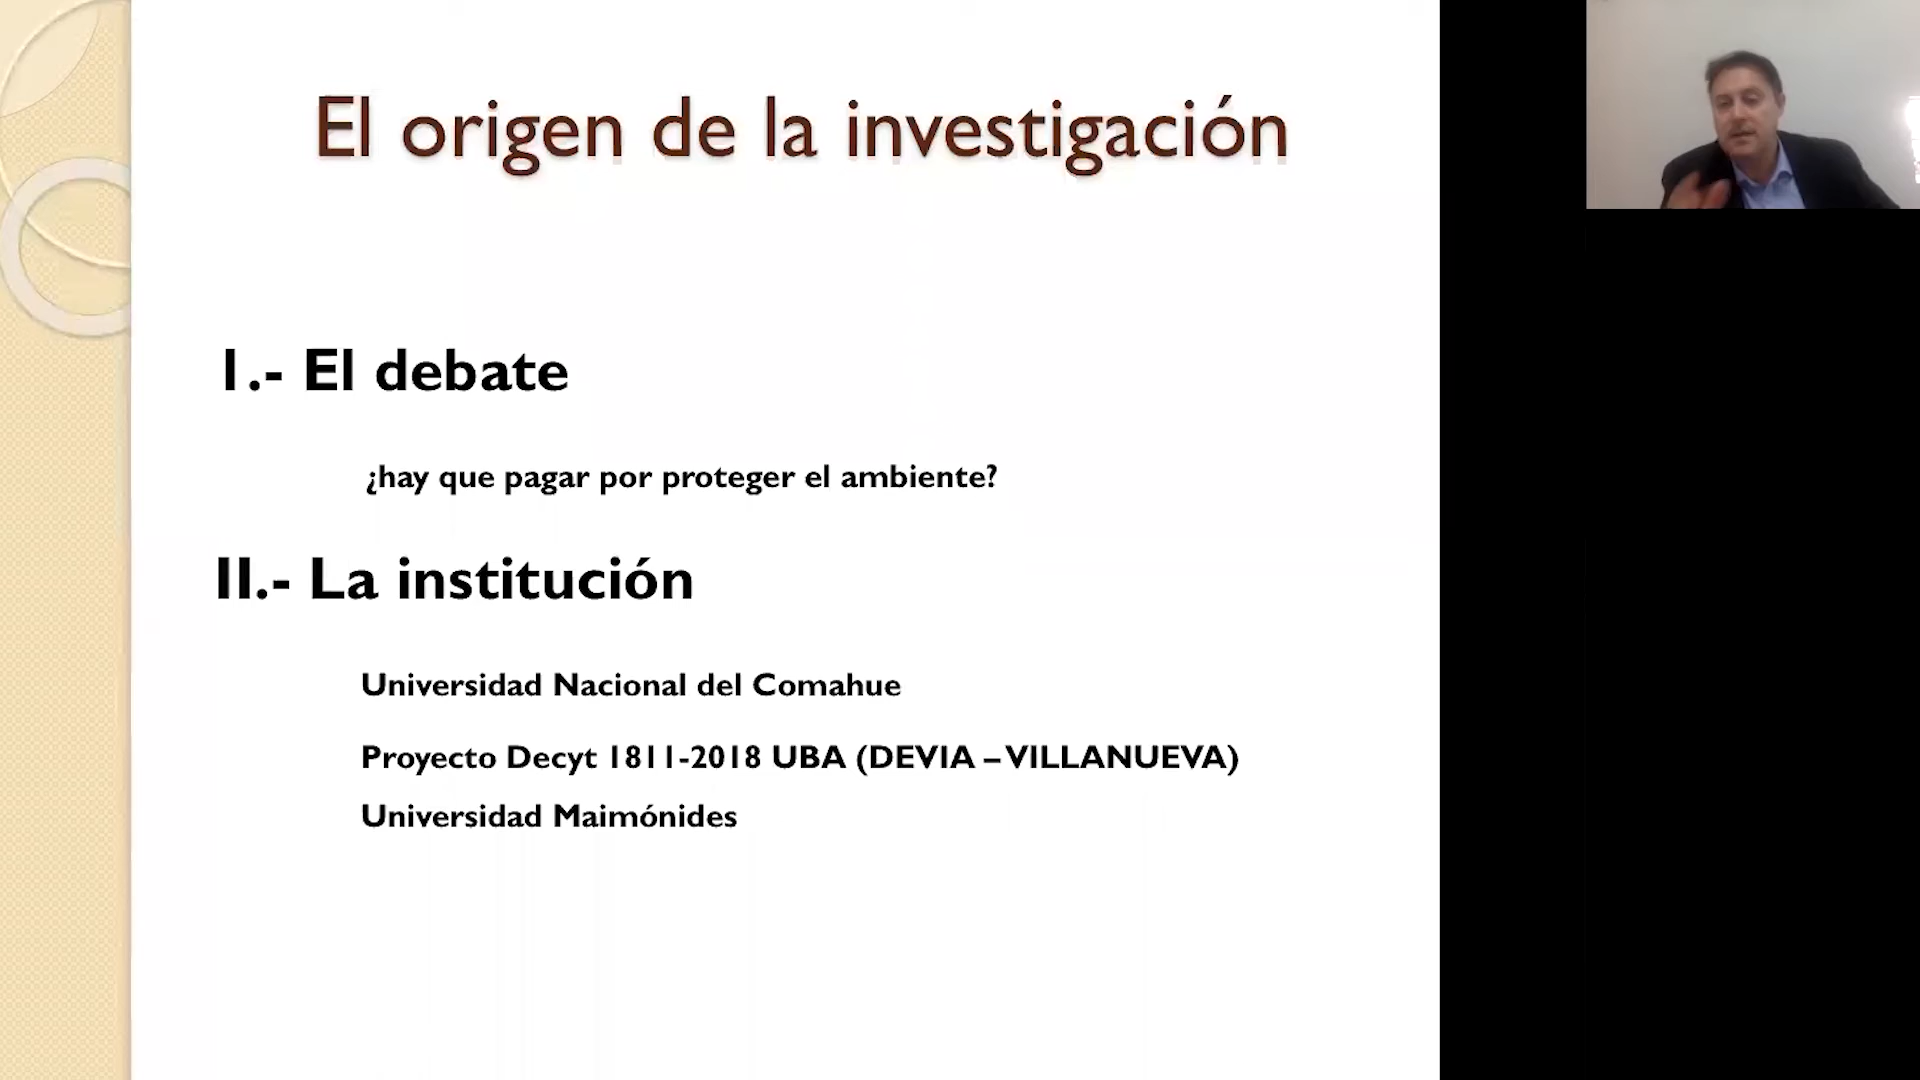 El origen de la investigación
I.- El debate
¿hay que pagar por proteger el ambiente?
II.- La institución
Universidad Nacional del Comahue
Proyecto Decyt 1811-2018 UBA (DEVIA – VILLANUEVA)
Universidad Maimónides